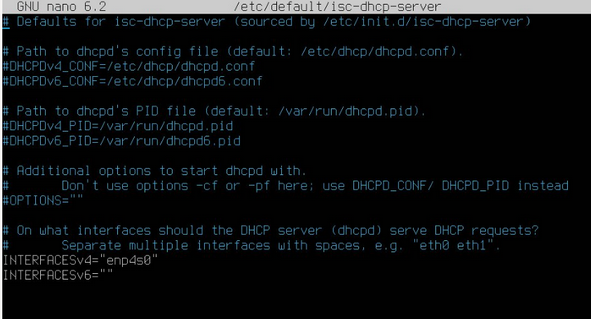 GNU nano 6.2 /etc/default/isc-dhcp-server
# Defaults for isc-dhcp-server (sourced by /etc/init.d/isc-dhcp-server)
# Path to dhcpd's config file (default: /etc/dhcp/dhcpd.conf).
#DHCPDv4_CONF=/etc/dhcp/dhcpd.conf
#DHCPDv6_CONF=/etc/dhcp/dhcpd6.conf
# Path to dhcpd's PID file (default: /var/run/dhcpd.pid).
#DHCPDv4_PID=/var/run/dhcpd.pid
#DHCPDv6_PID=/var/run/dhcpd6.pid
# Additional options to start dhcpd with.
#       Don't use options -cf or -pf here; use DHCPD_CONF/ DHCPD_PID instead
#OPTIONS=""
# On what interfaces should the DHCP server (dhcpd) serve DHCP requests?
#       Separate multiple interfaces with spaces, e.g. "eth0 eth1".
INTERFACESv4="enp4s0"
INTERFACESv6=""